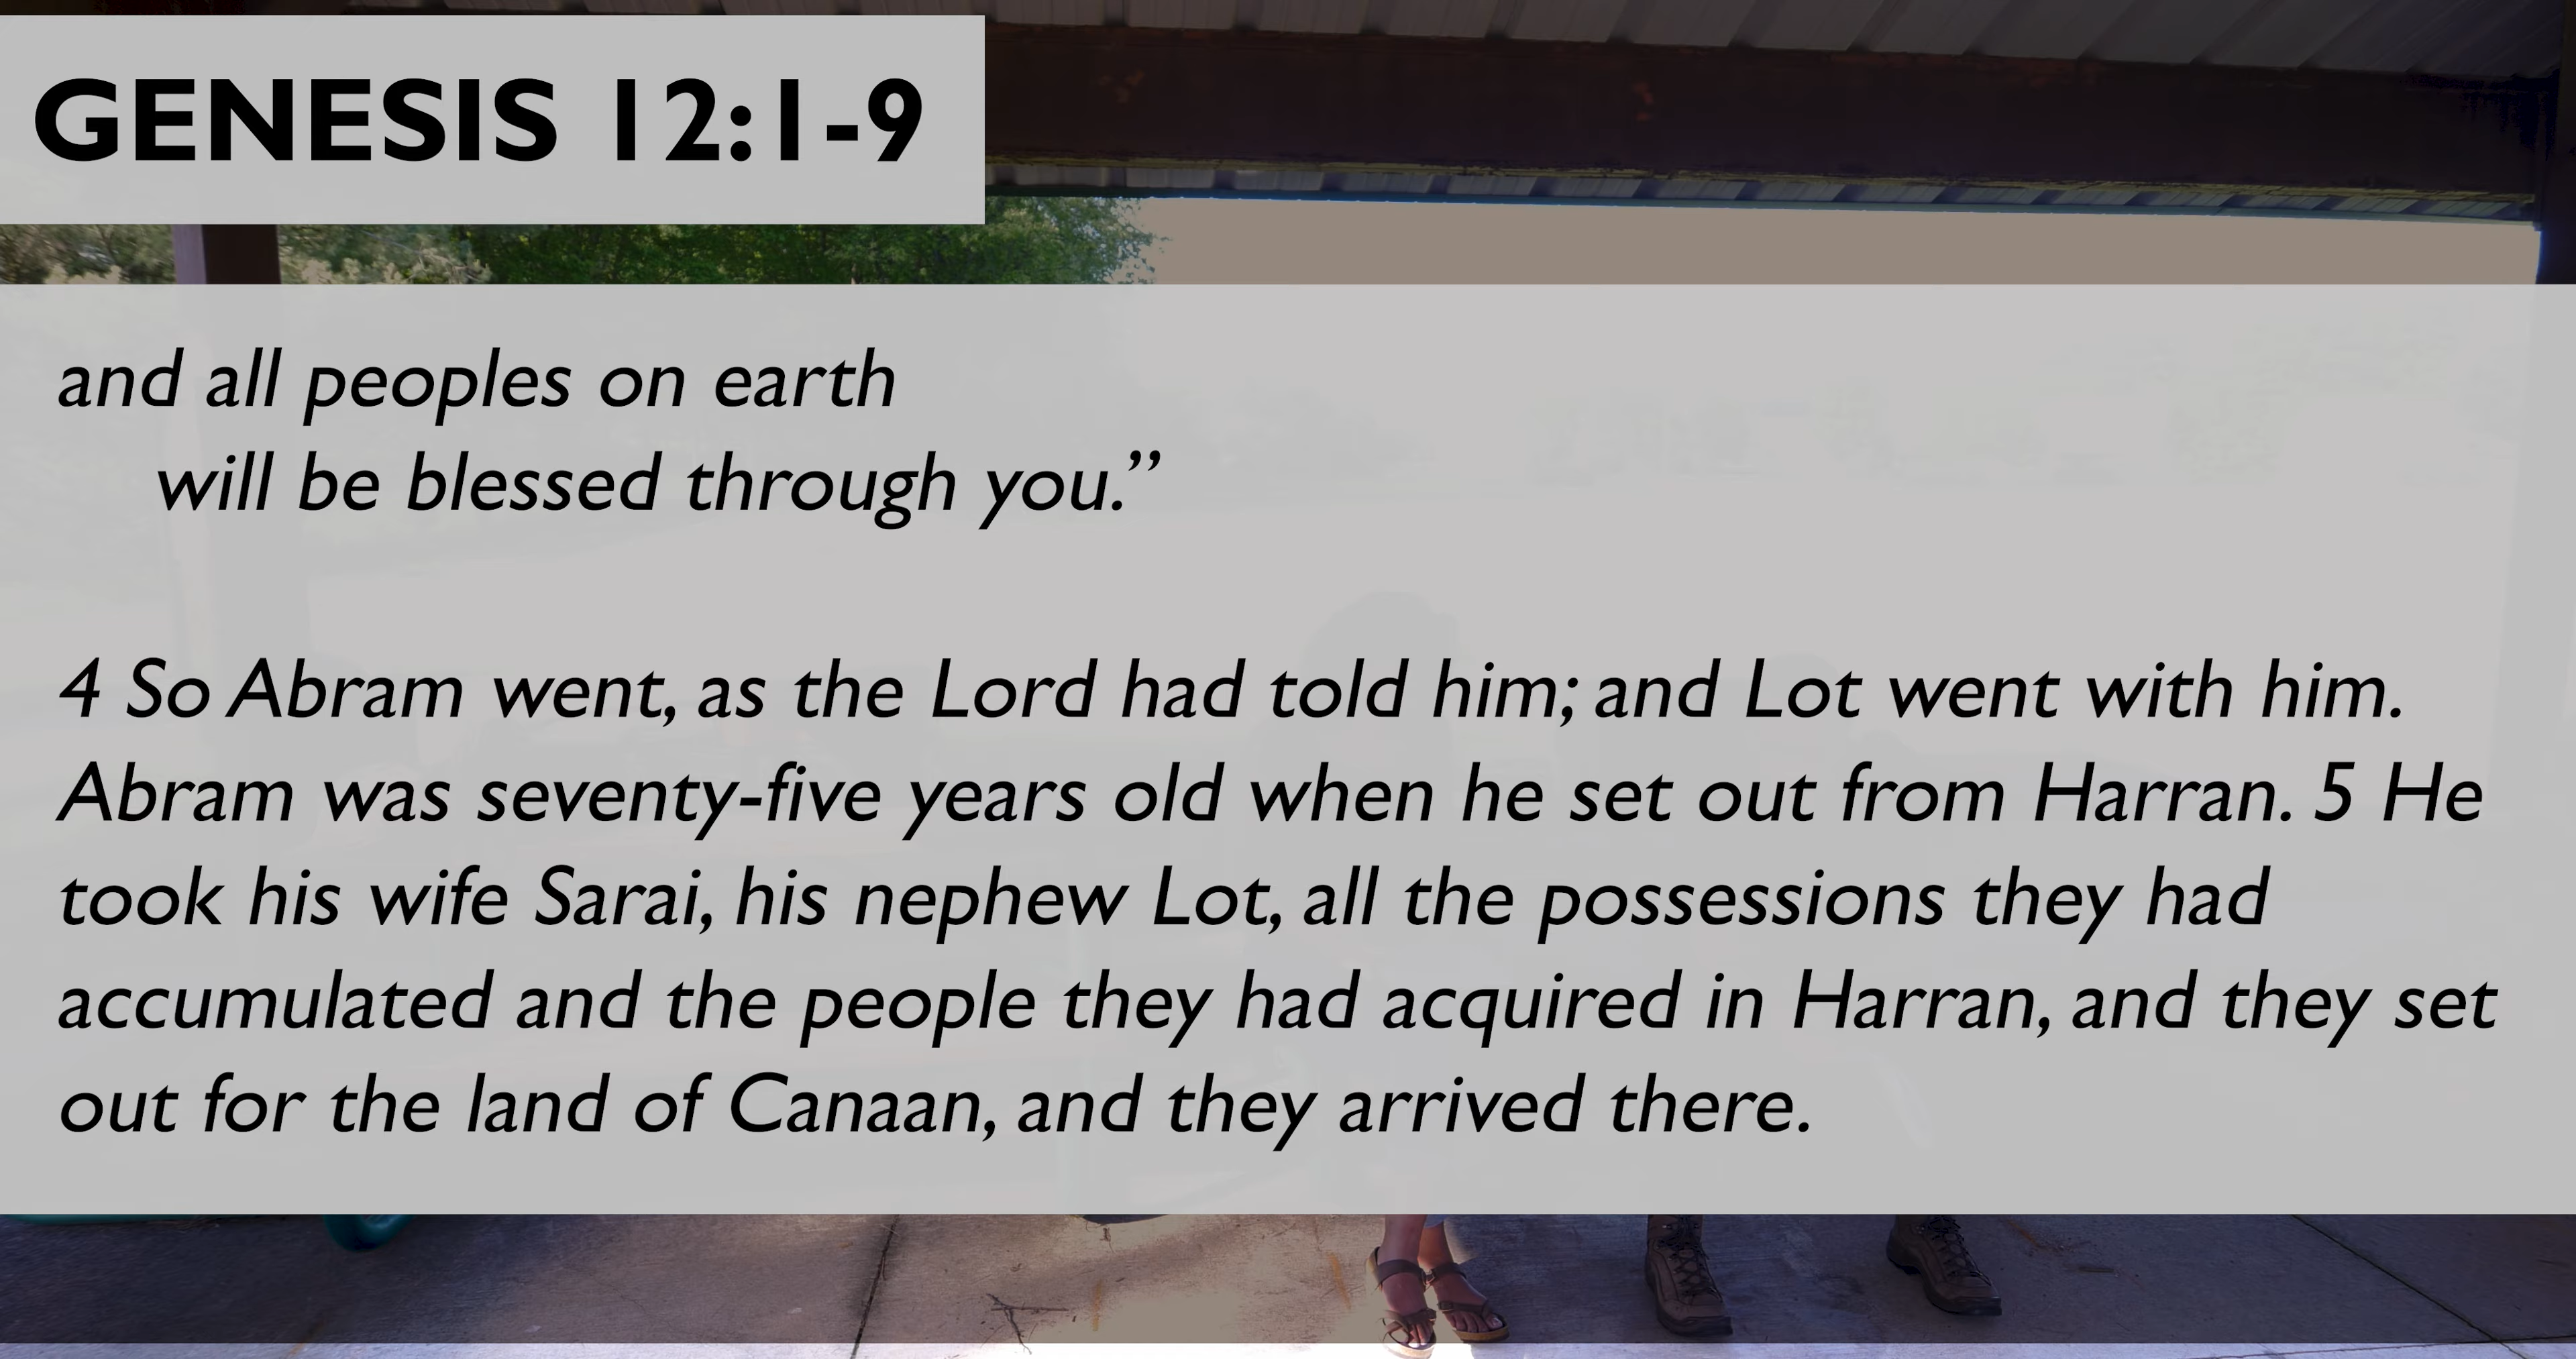 GENESIS 12:1-9
and all peoples on earth
will be blessed through you.”
4 So Abram went, as the Lord had told him; and Lot went with him.
Abram was seventy-five years old when he set out from Harran. 5 He
took his wife Sarai, his nephew Lot, all the possessions they had
accumulated and the people they had acquired in Harran, and they set
out for the land of Canaan, and they arrived there.